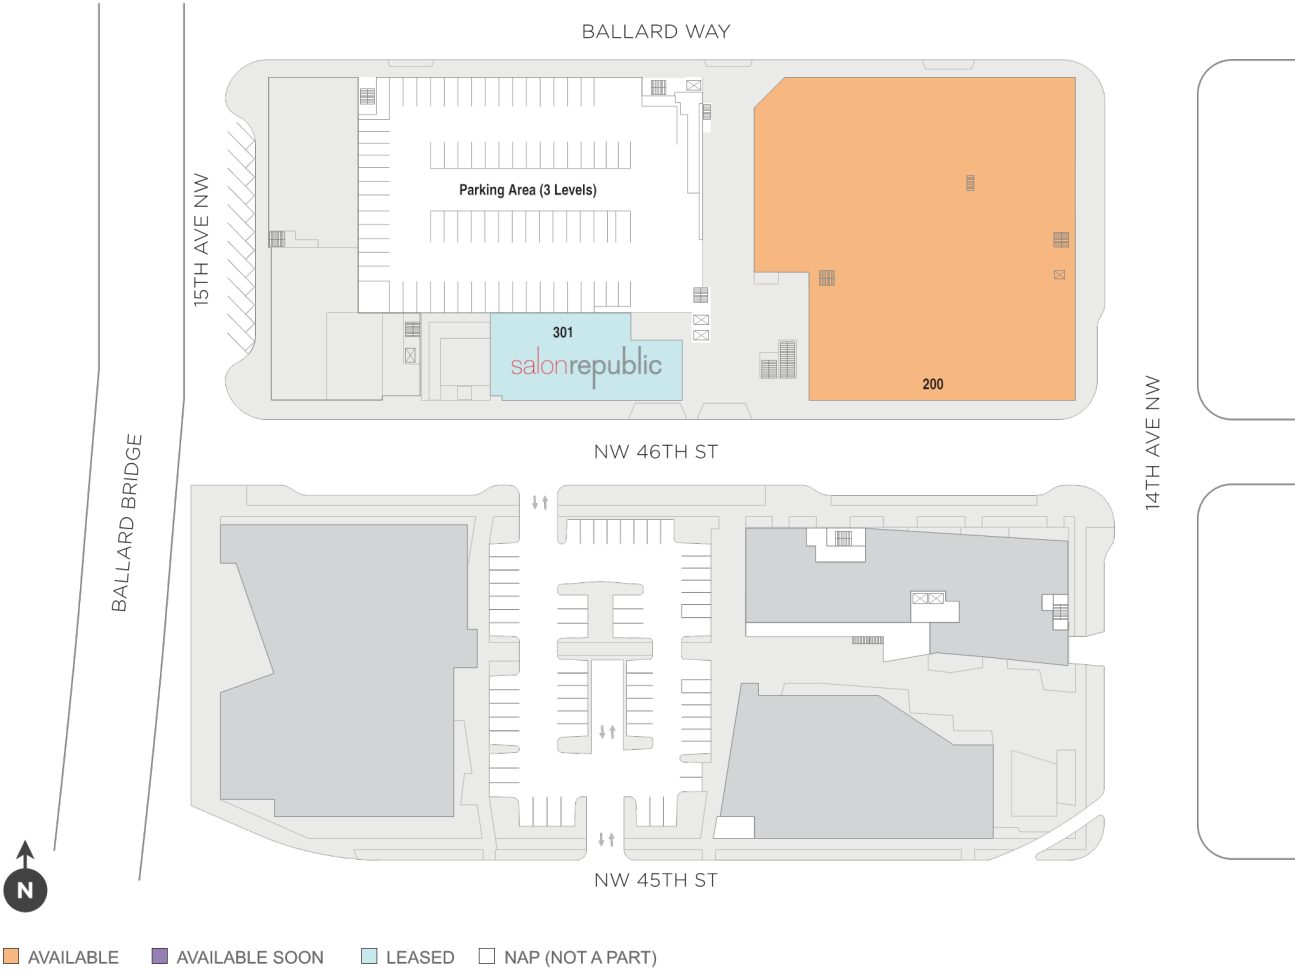 BALLARD WAY
Parking Area (3 Levels)
15TH AVE NW
301
salonrepublic
200
14TH AVE NW
NW 46TH ST
BALLARD BRIDGE
NW 45TH ST
N
AVAILABLE
AVAILABLE SOON
LEASED
NAP (NOT A PART)